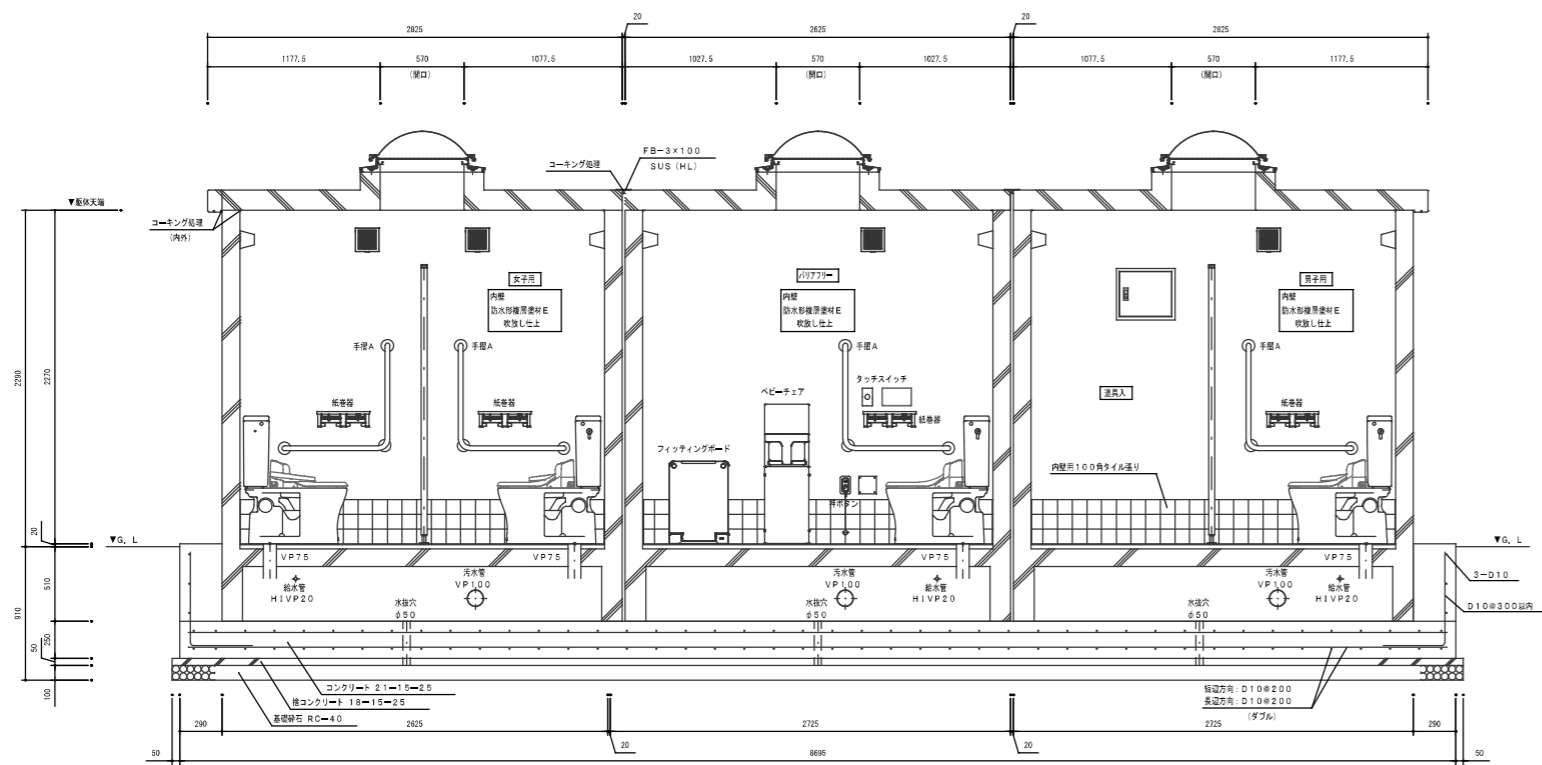 20
20
2825
2625
2825
1177.5
570
1077.5
1027.5
570
1027.5
1077.5
570
1177.5
(開口)
(開口)
(開口)
FB-3×100
SUS (HL)
コーキング処理
▼躯体天端
コーキング処理
(内外)
女子用
内壁
防水形複層塗材E
吹放し仕上
バリアフリー
内壁
防水形複層塗材E
吹放し仕上
男子用
内壁
防水形複層塗材E
吹放し仕上
手摺A
手摺A
手摺A
手摺A
タッチスイッチ
ベビーチェア
道具入
紙巻器
紙巻器
紙巻器
紙巻器
フィッティングボード
内壁用100角タイル張り
押ボタン
2290
2270
20
▼G.L
▼G.L
VP75
VP75
VP75
VP75
給水管
HIVP20
汚水管
VP100
汚水管
VP100
給水管
HIVP20
汚水管
VP100
給水管
HIVP20
水抜穴
φ50
水抜穴
φ50
水抜穴
φ50
3-D10
D10@300以内
910
510
250
50
100
コンクリート 21-15-25
捨コンクリート 18-15-25
基礎砕石 RC-40
短辺方向:D10@200
長辺方向:D10@200
(ダブル)
290
2625
2725
2725
290
50
20
8695
20
50